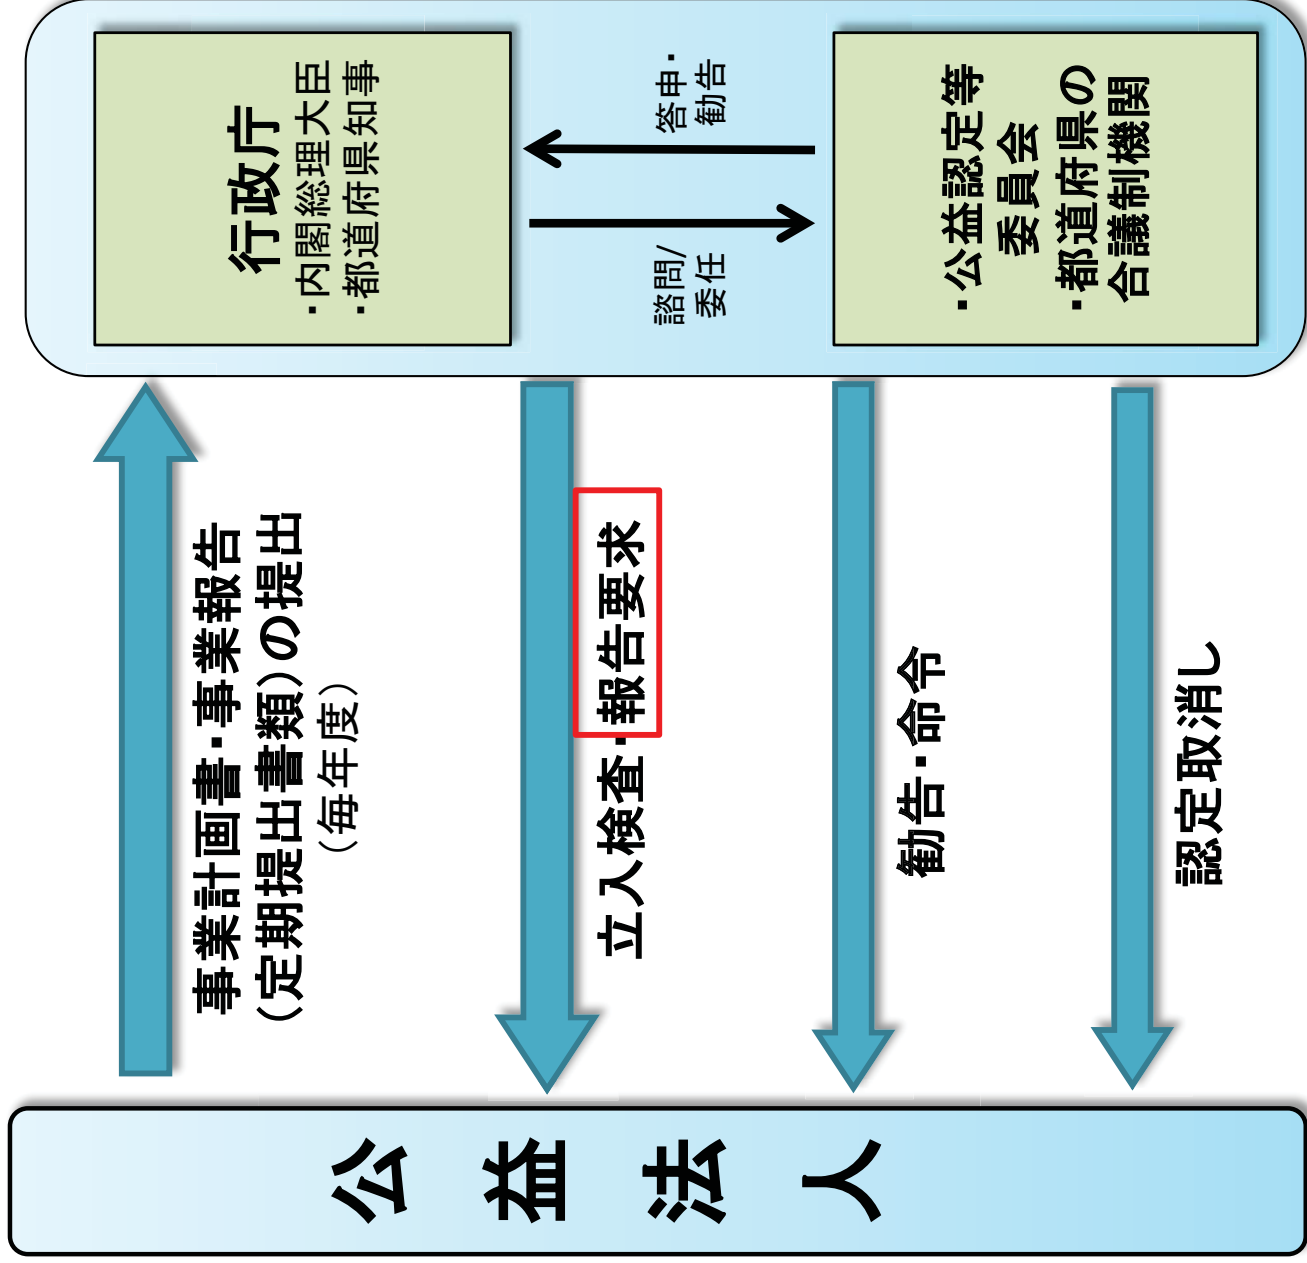 公益法人
事業計画書・事業報告
（定期提出書類）の提出
（毎年度）
立入検査・報告要求
勧告・命令
認定取消し
行政庁
・内閣総理大臣
・都道府県知事
諮問/
委任
答申・
勧告
・公益認定等
委員会
・都道府県の
合議制機関